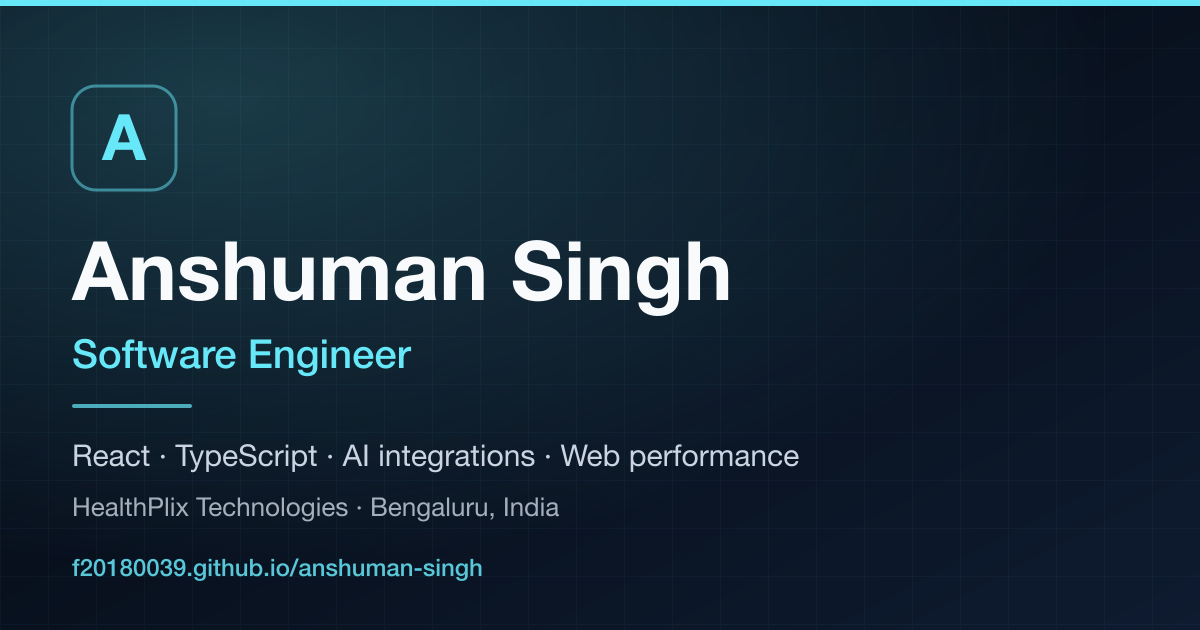 A
Anshuman Singh
Software Engineer
React · TypeScript · AI integrations · Web performance
HealthPlix Technologies · Bengaluru, India
f20180039.github.io/anshuman-singh